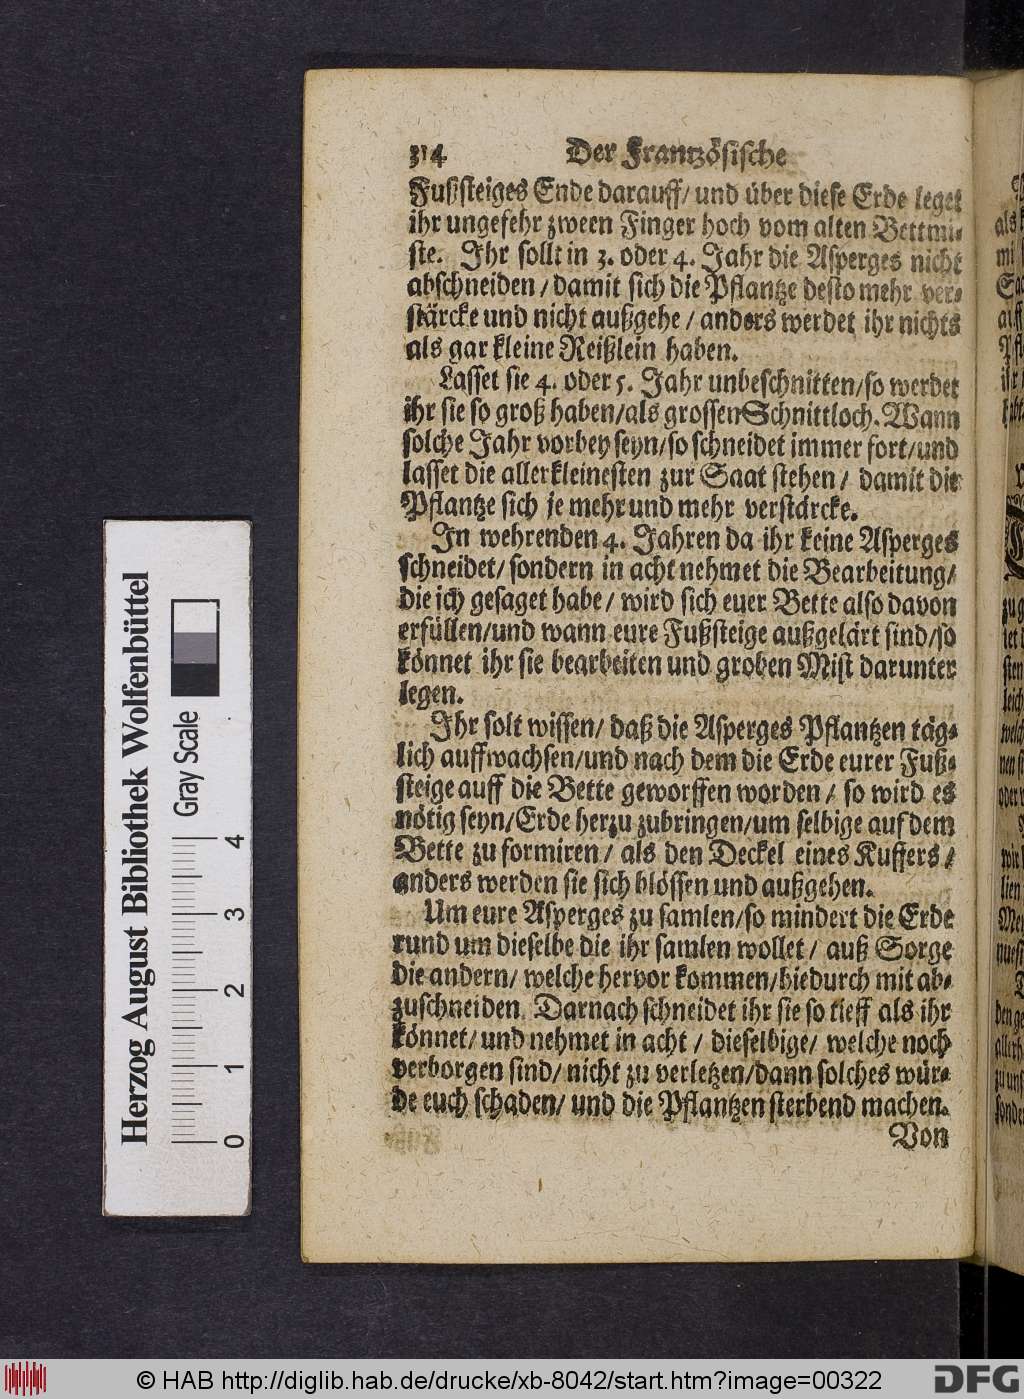 314 Der Frantzösische
Fußsteiges Ende darauff/ und über diese Erde leget
ihr ungefehr zween Finger hoch vom alten Bettmi-
ste. Ihr sollt in 3. oder 4. Jahr die Asperges nicht
abschneiden / damit sich die Pflantze desto mehr ver-
stärcke und nicht außgehe / anders werdet ihr nichts
als gar kleine Reißlein haben.
Lasset sie 4. oder 5. Jahr unbeschnitten/so werdet
ihr sie so groß haben/als grossen Schnittloch. Wann
solche Jahr vorbey seyn/so schneidet immer fort/und
lasset die allerkleinesten zur Saat stehen / damit die
Pflantze sich je mehr und mehr verstärcke.
In wehrenden 4. Jahren da ihr keine Asperges
schneidet/ sondern in acht nehmet die Bearbeitung/
die ich gesaget habe / wird sich euer Bette also davon
erfüllen/und wann eure Fußsteige außgelärt sind/so
könnet ihr sie bearbeiten und groben Mist darunter
legen.
Ihr solt wissen/ daß die Asperges Pflantzen täg-
lich auffwachsen/und nach dem die Erde eurer Fuß-
steige auff die Bette geworffen worden / so wird es
nötig seyn/Erde herzu zubringen/um selbige auf dem
Bette zu formiren / als den Deckel eines Kuffers /
anders werden sie sich blössen und außgehen.
Um eure Asperges zu samlen/so mindert die Erde
rund um dieselbe die ihr samlen wollet / auß Sorge
die andern/ welche hervor kommen/hiedurch mit ab-
zuschneiden. Darnach schneidet ihr sie so tieff als ihr
könnet/ und nehmet in acht / dieselbige/ welche noch
verborgen sind/ nicht zu verletzen/dann solches wür-
de euch schaden/ und die Pflantzen sterbend machen.
Von
Herzog August Bibliothek Wolfenbüttel
Gray Scale
0 1 2 3 4
© HAB http://diglib.hab.de/drucke/xb-8042/start.htm?image=00322
DFG